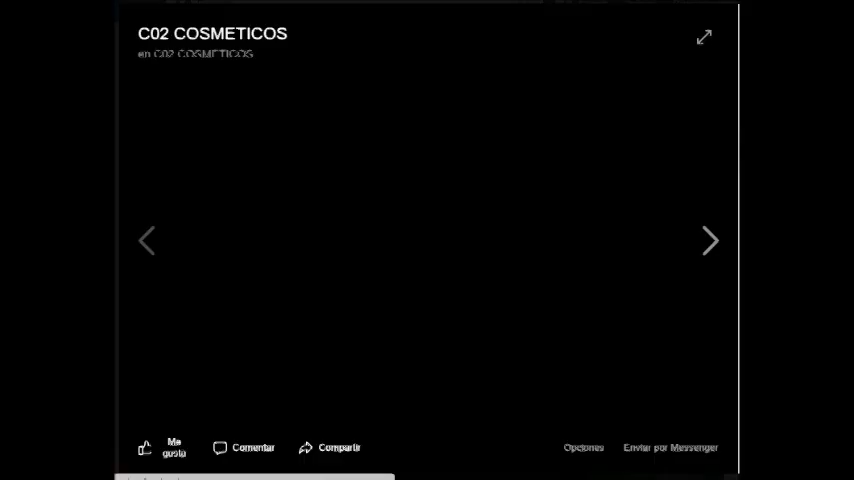 C02 COSMETICOS
en C02 COSMETICOS
Me
gusta
Comentar
Compartir
Opciones
Enviar por Messenger